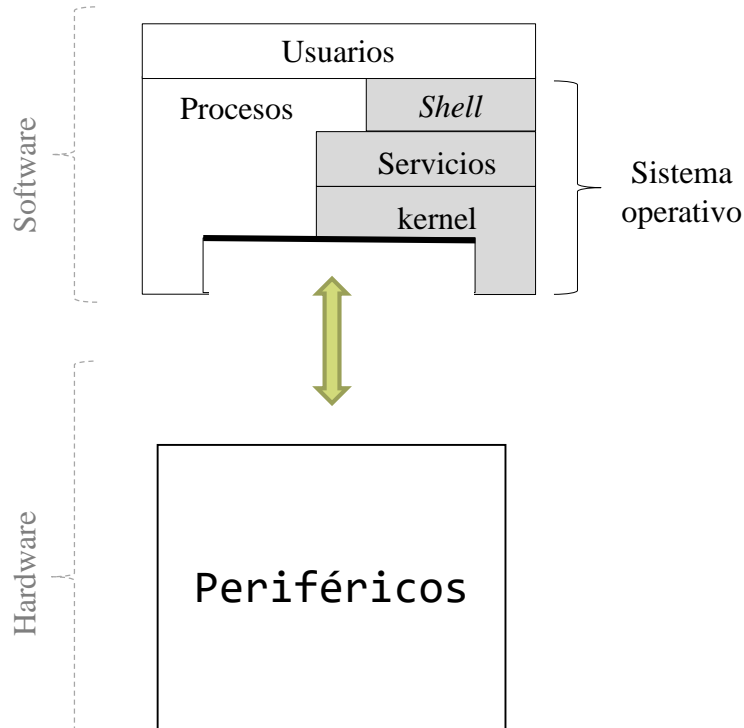 Usuarios
Procesos
Shell
Servicios
kernel
Sistema
operativo
Software
Periféricos
Hardware